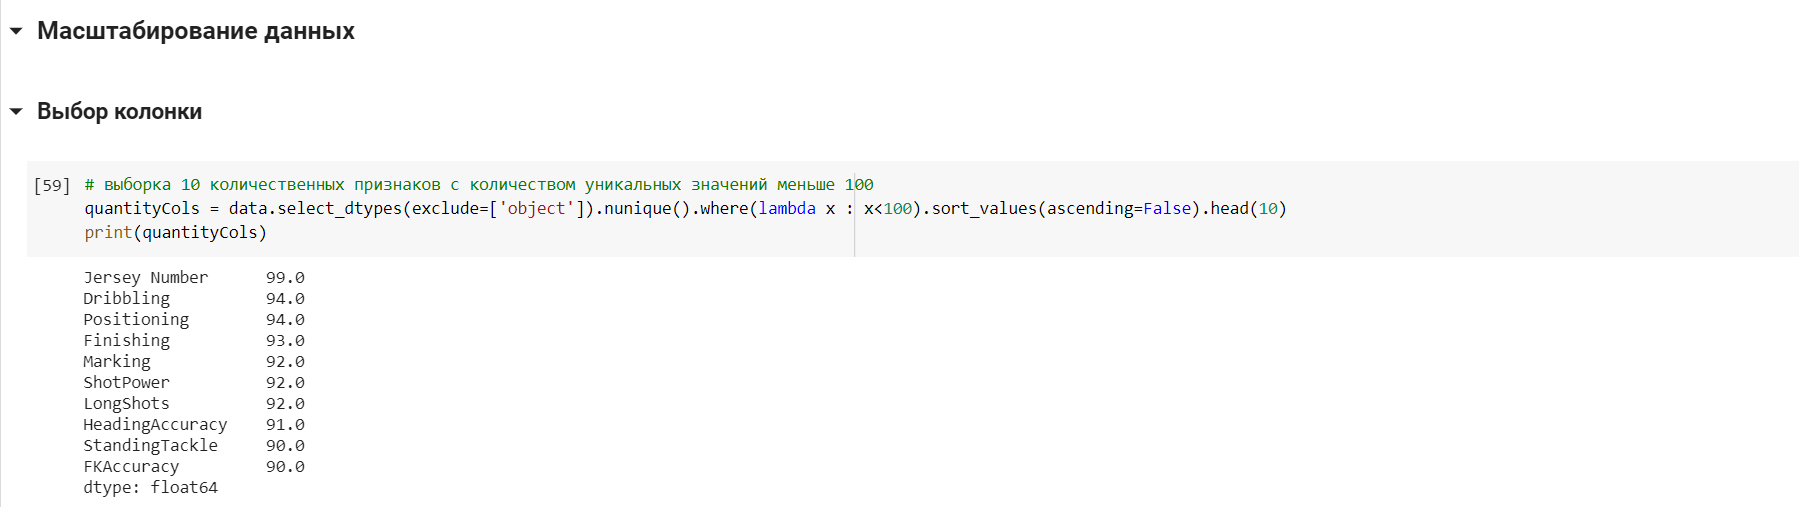 Масштабирование данных
Выбор колонки
[59] # выборка 10 количественных признаков с количеством уникальных значений меньше 100
quantityCols = data.select_dtypes(exclude=['object']).nunique().where(lambda x : x<100).sort_values(ascending=False).head(10)
print(quantityCols)
Jersey Number 99.0
Dribbling 94.0
Positioning 94.0
Finishing 93.0
Marking 92.0
ShotPower 92.0
LongShots 92.0
HeadingAccuracy 91.0
StandingTackle 90.0
FKAccuracy 90.0
dtype: float64